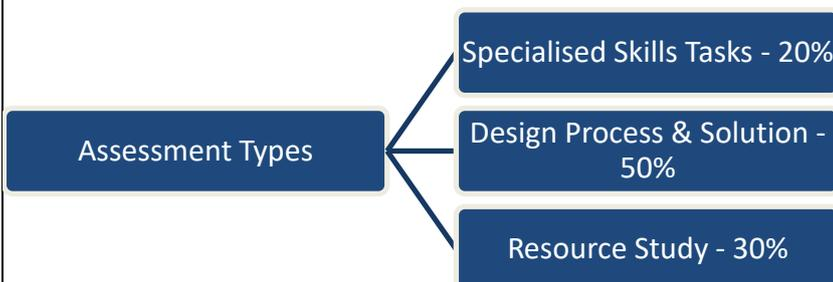 Specialised Skills Tasks - 20%
Assessment Types
Design Process & Solution -
50%
Resource Study - 30%